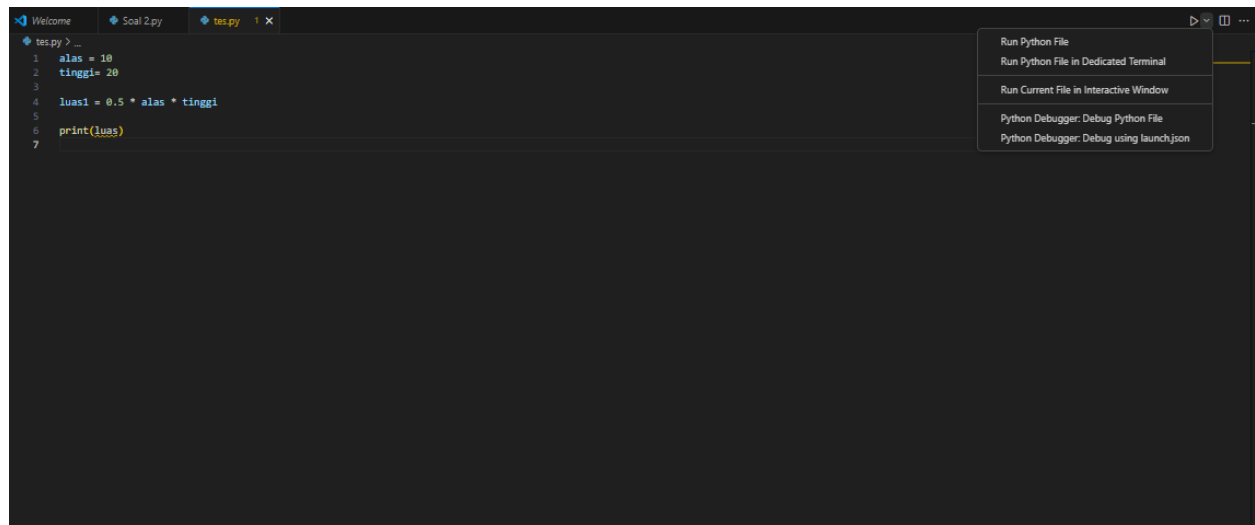 Welcome Soal 2.py tes.py 1
tes.py > ...
1 alas = 10
2 tinggi= 20
3
4 luas1 = 0.5 * alas * tinggi
5
6 print(luas)
7
Run Python File
Run Python File in Dedicated Terminal
Run Current File in Interactive Window
Python Debugger: Debug Python File
Python Debugger: Debug using launch.json